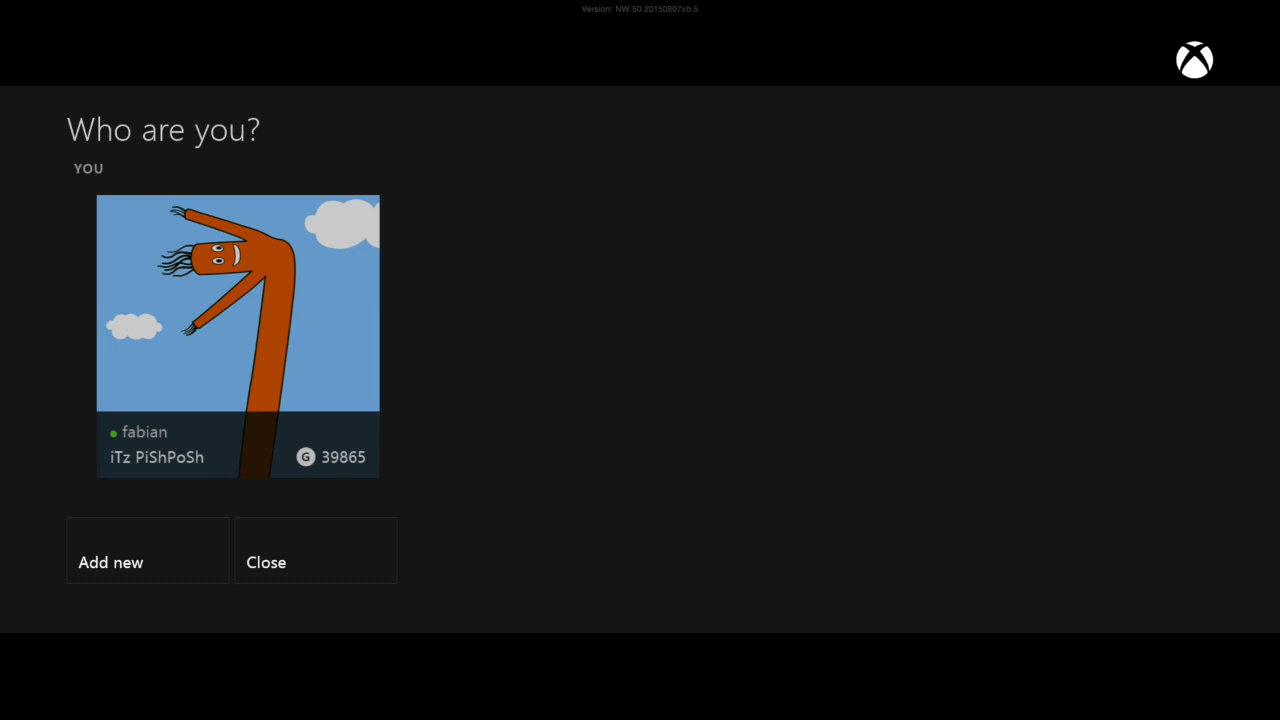 Version: NW.50.20150807xb.5
Who are you?
YOU
fabian
iTz PiShPoSh
G 39865
Add new
Close